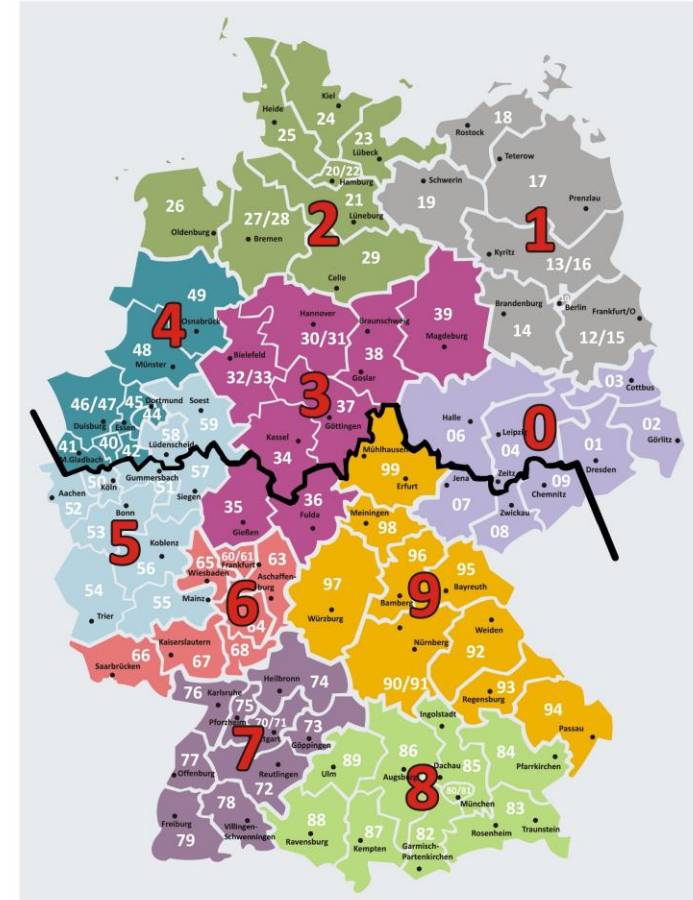 Kiel
Heide
24
25
23
Lübeck
20/22
Hamburg
18
Rostock
Teterow
17
Schwerin
19
Prenzlau
1
26
Oldenburg
27/28
Bremen
2
21
Lüneburg
29
Celle
Kyritz
13/16
49
Osnabrück
4
48
Münster
Hannover
30/31
Braunschweig
38
Goslar
39
Magdeburg
Brandenburg
14
10
Berlin
Frankfurt/O
12/15
Bielefeld
32/33
3
37
Göttingen
Kassel
34
03
Cottbus
46/47
45
Dortmund
44
Soest
59
Duisburg
Essen
58
Lüdenscheid
41
40
42
M.Gladbach
Halle
06
Leipzig
04
0
Zeitz
01
Dresden
02
Görlitz
Mühlhausen
99
Erfurt
50
Köln
Gummersbach
51
57
Siegen
Aachen
52
Bonn
53
5
Koblenz
56
54
Trier
55
35
Gießen
36
Fulda
Jena
07
09
Chemnitz
Zwickau
08
Meiningen
98
65
Wiesbaden
60/61
Frankfurt
63
Aschaffen-
burg
Mainz
6
64
97
Würzburg
96
Bamberg
9
95
Bayreuth
66
Saarbrücken
Kaiserslautern
67
68
Nürnberg
90/91
Weiden
92
93
Regensburg
94
Passau
76
Karlsruhe
75
Pforzheim
Heilbronn
74
70/71
tgart
73
Göppingen
7
77
Offenburg
Reutlingen
72
78
Villingen-
Schwenningen
Freiburg
79
Ingolstadt
89
Ulm
86
Augsburg
8
Dachau
85
84
Pfarrkirchen
80/81
München
83
Rosenheim
Traunstein
88
Ravensburg
87
Kempten
82
Garmisch-
Partenkirchen